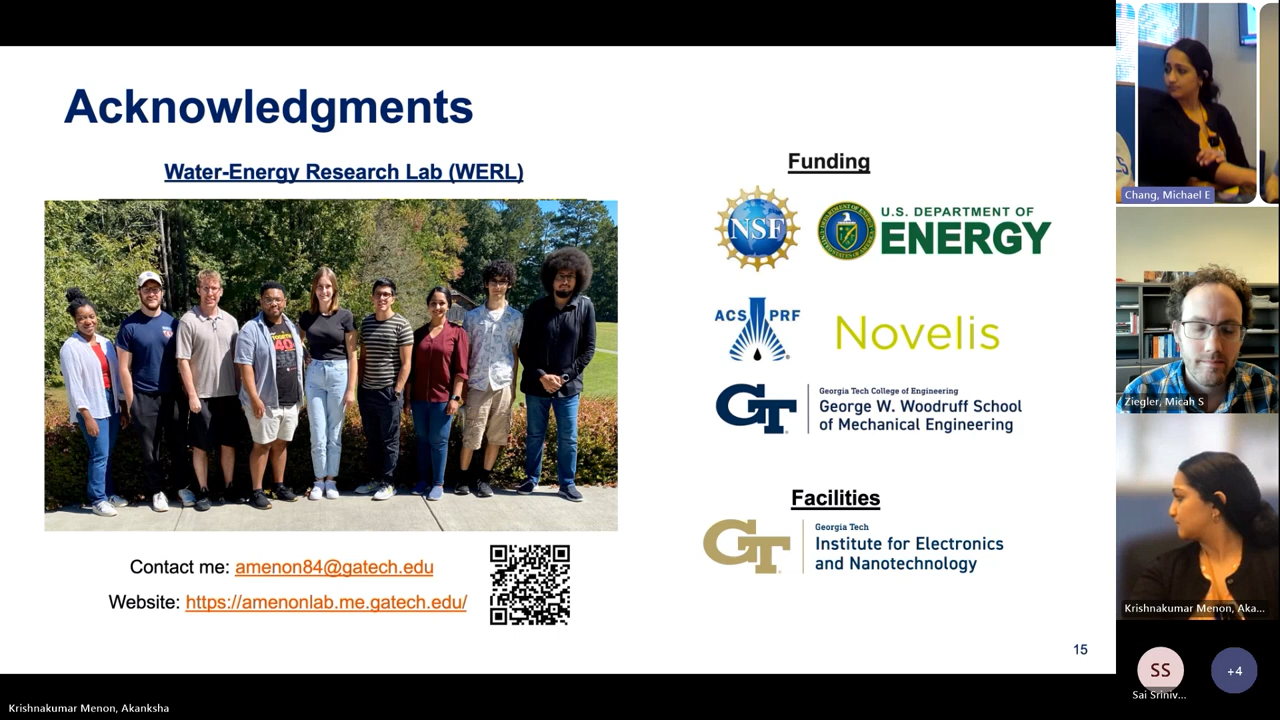 Acknowledgments
Water-Energy Research Lab (WERL)
Contact me: amenon84@gatech.edu
Website: https://amenonlab.me.gatech.edu/
Funding
NSF
U.S. DEPARTMENT OF
ENERGY
ACS PRF
Novelis
GT
Georgia Tech College of Engineering
George W. Woodruff School
of Mechanical Engineering
Facilities
GT
Georgia Tech
Institute for Electronics
and Nanotechnology
15
Chang, Michael E
Ziegler, Micah S
Krishnakumar Menon, Aka...
SS
Sai Sriniv...
+4
Krishnakumar Menon, Akanksha